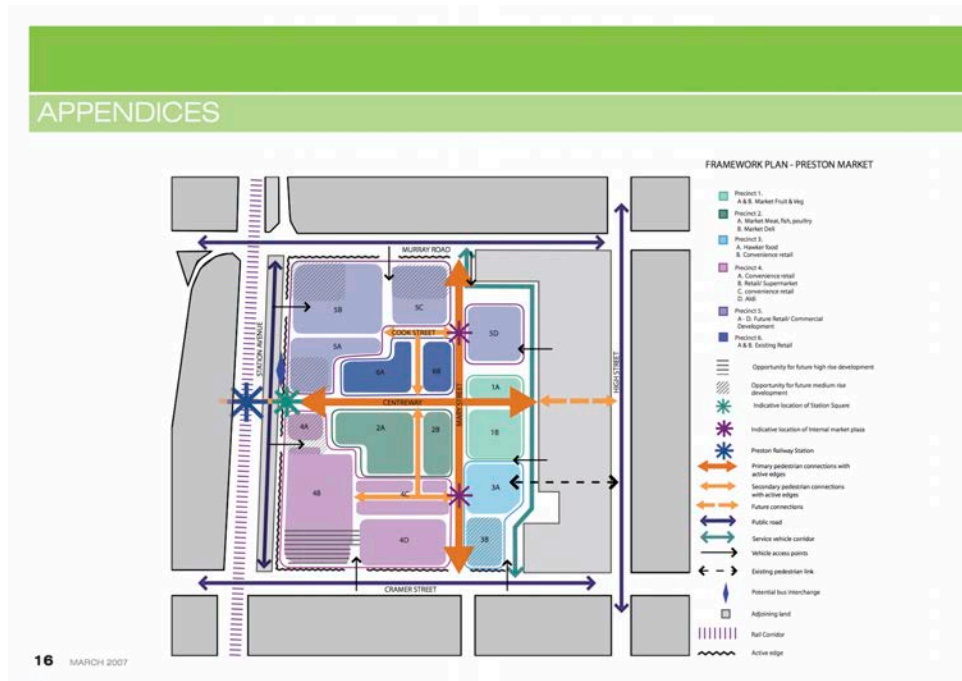 APPENDICES
FRAMEWORK PLAN - PRESTON MARKET
Precinct 1.
A & B. Market Fruit & Veg
Precinct 2.
A. Market Meat, fish, poultry
B. Market Deli
Precinct 3.
A. Hawker food
B. Convenience retail
Precinct 4.
A. Convenience retail
B. Retail/ Supermarket
C. convenience retail
D. Aldi
Precinct 5.
A - D. Future Retail/ Commercial
Development
Precinct 6.
A & B. Existing Retail
Opportunity for future high rise development
Opportunity for future medium rise
development
Indicative location of Station Square
Indicative location of Internal market plaza
Preston Railway Station
Primary pedestrian connections with
active edges
Secondary pedestrian connections
with active edges
Future connections
Public road
Service vehicle corridor
Vehicle access points
Existing pedestrian link
Potential bus interchange
Adjoining land
Rail Corridor
Active edge
MURRAY ROAD
STATION AVENUE
5B
5C
COOK STREET
5D
5A
6A
6B
HIGH STREET
MARY STREET
1A
CENTREWAY
4A
2A
2B
1B
4B
4C
3A
4D
3B
CRAMER STREET
16 MARCH 2007